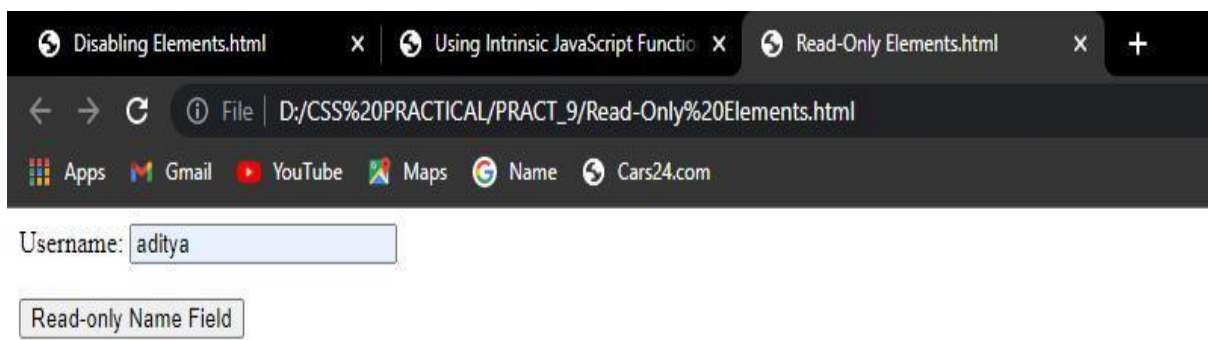 Disabling Elements.html Using Intrinsic JavaScript Functio Read-Only Elements.html
File D:/CSS%20PRACTICAL/PRACT_9/Read-Only%20Elements.html
Apps Gmail YouTube Maps Name Cars24.com
Username: aditya
Read-only Name Field